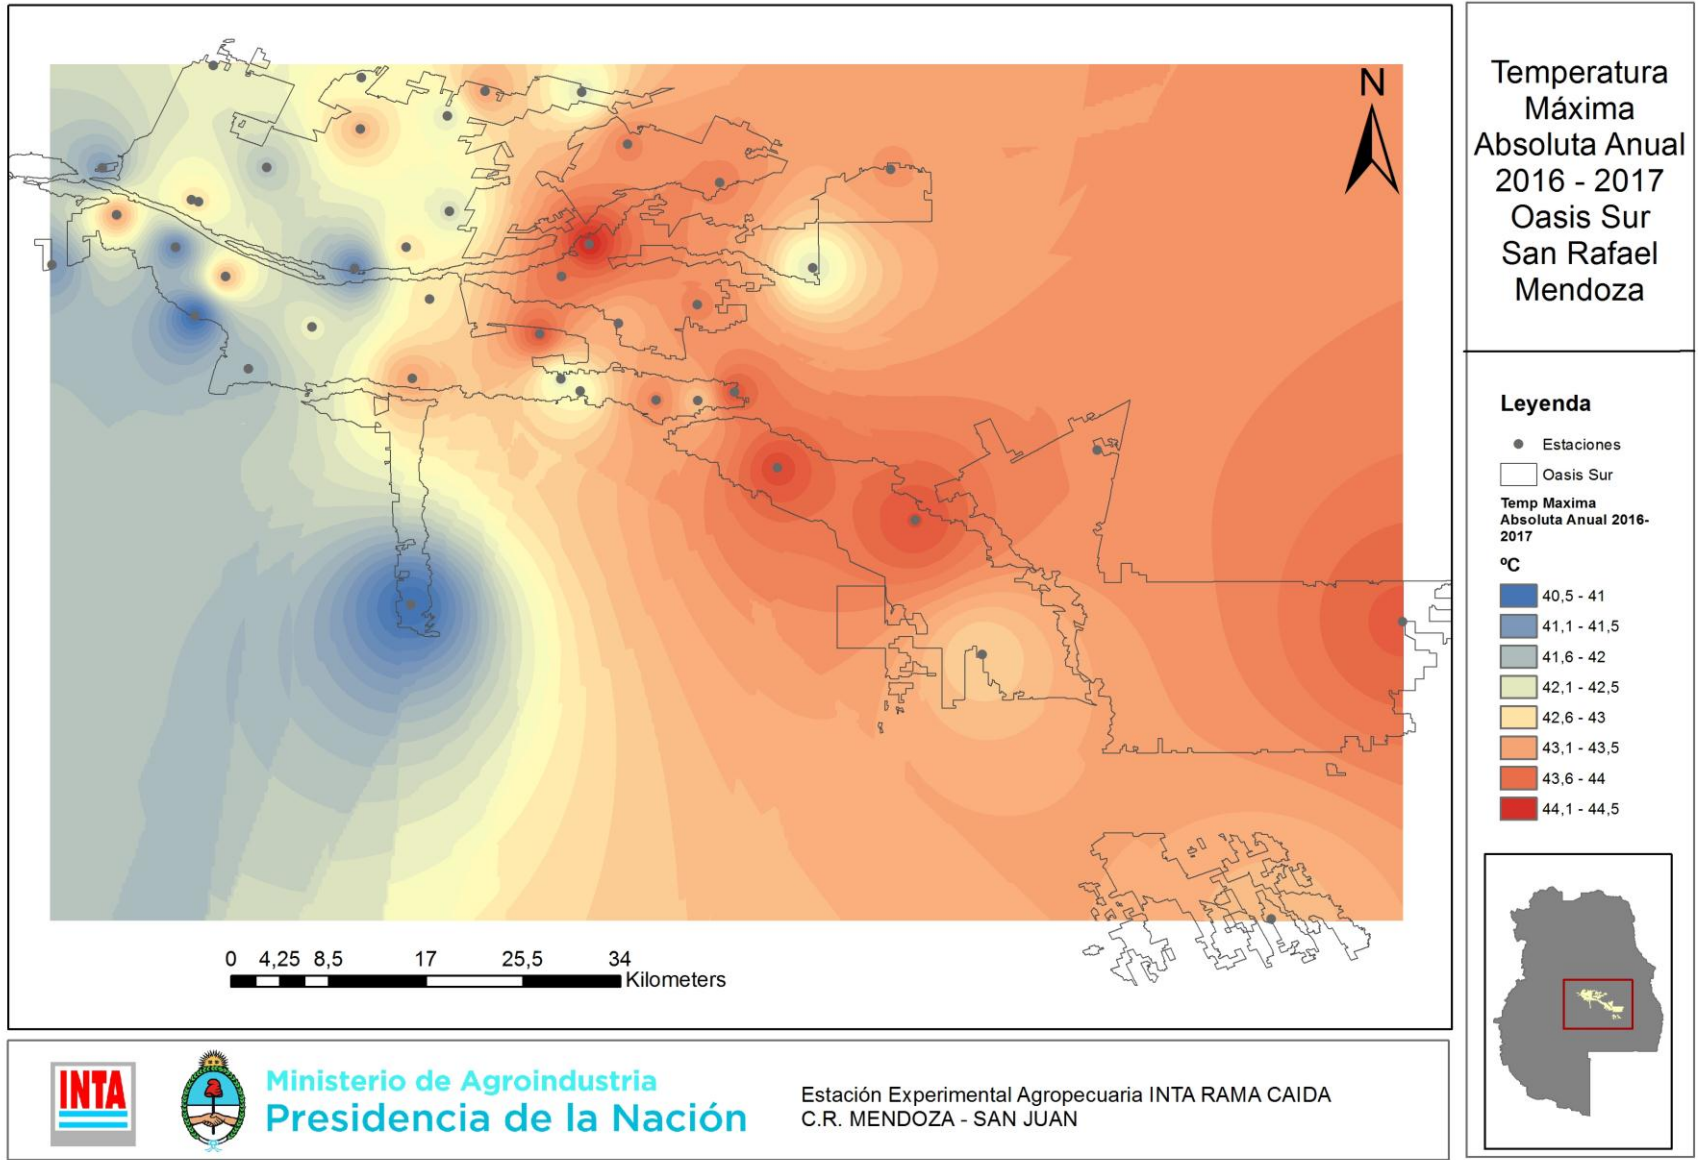 N
0 4,25 8,5 17 25,5 34
Kilometers
Temperatura
Máxima
Absoluta Anual
2016 - 2017
Oasis Sur
San Rafael
Mendoza
Leyenda
Estaciones
Oasis Sur
Temp Maxima
Absoluta Anual 2016-
2017
ºC
40,5 - 41
41,1 - 41,5
41,6 - 42
42,1 - 42,5
42,6 - 43
43,1 - 43,5
43,6 - 44
44,1 - 44,5
INTA
Ministerio de Agroindustria
Presidencia de la Nación
Estación Experimental Agropecuaria INTA RAMA CAIDA
C.R. MENDOZA - SAN JUAN